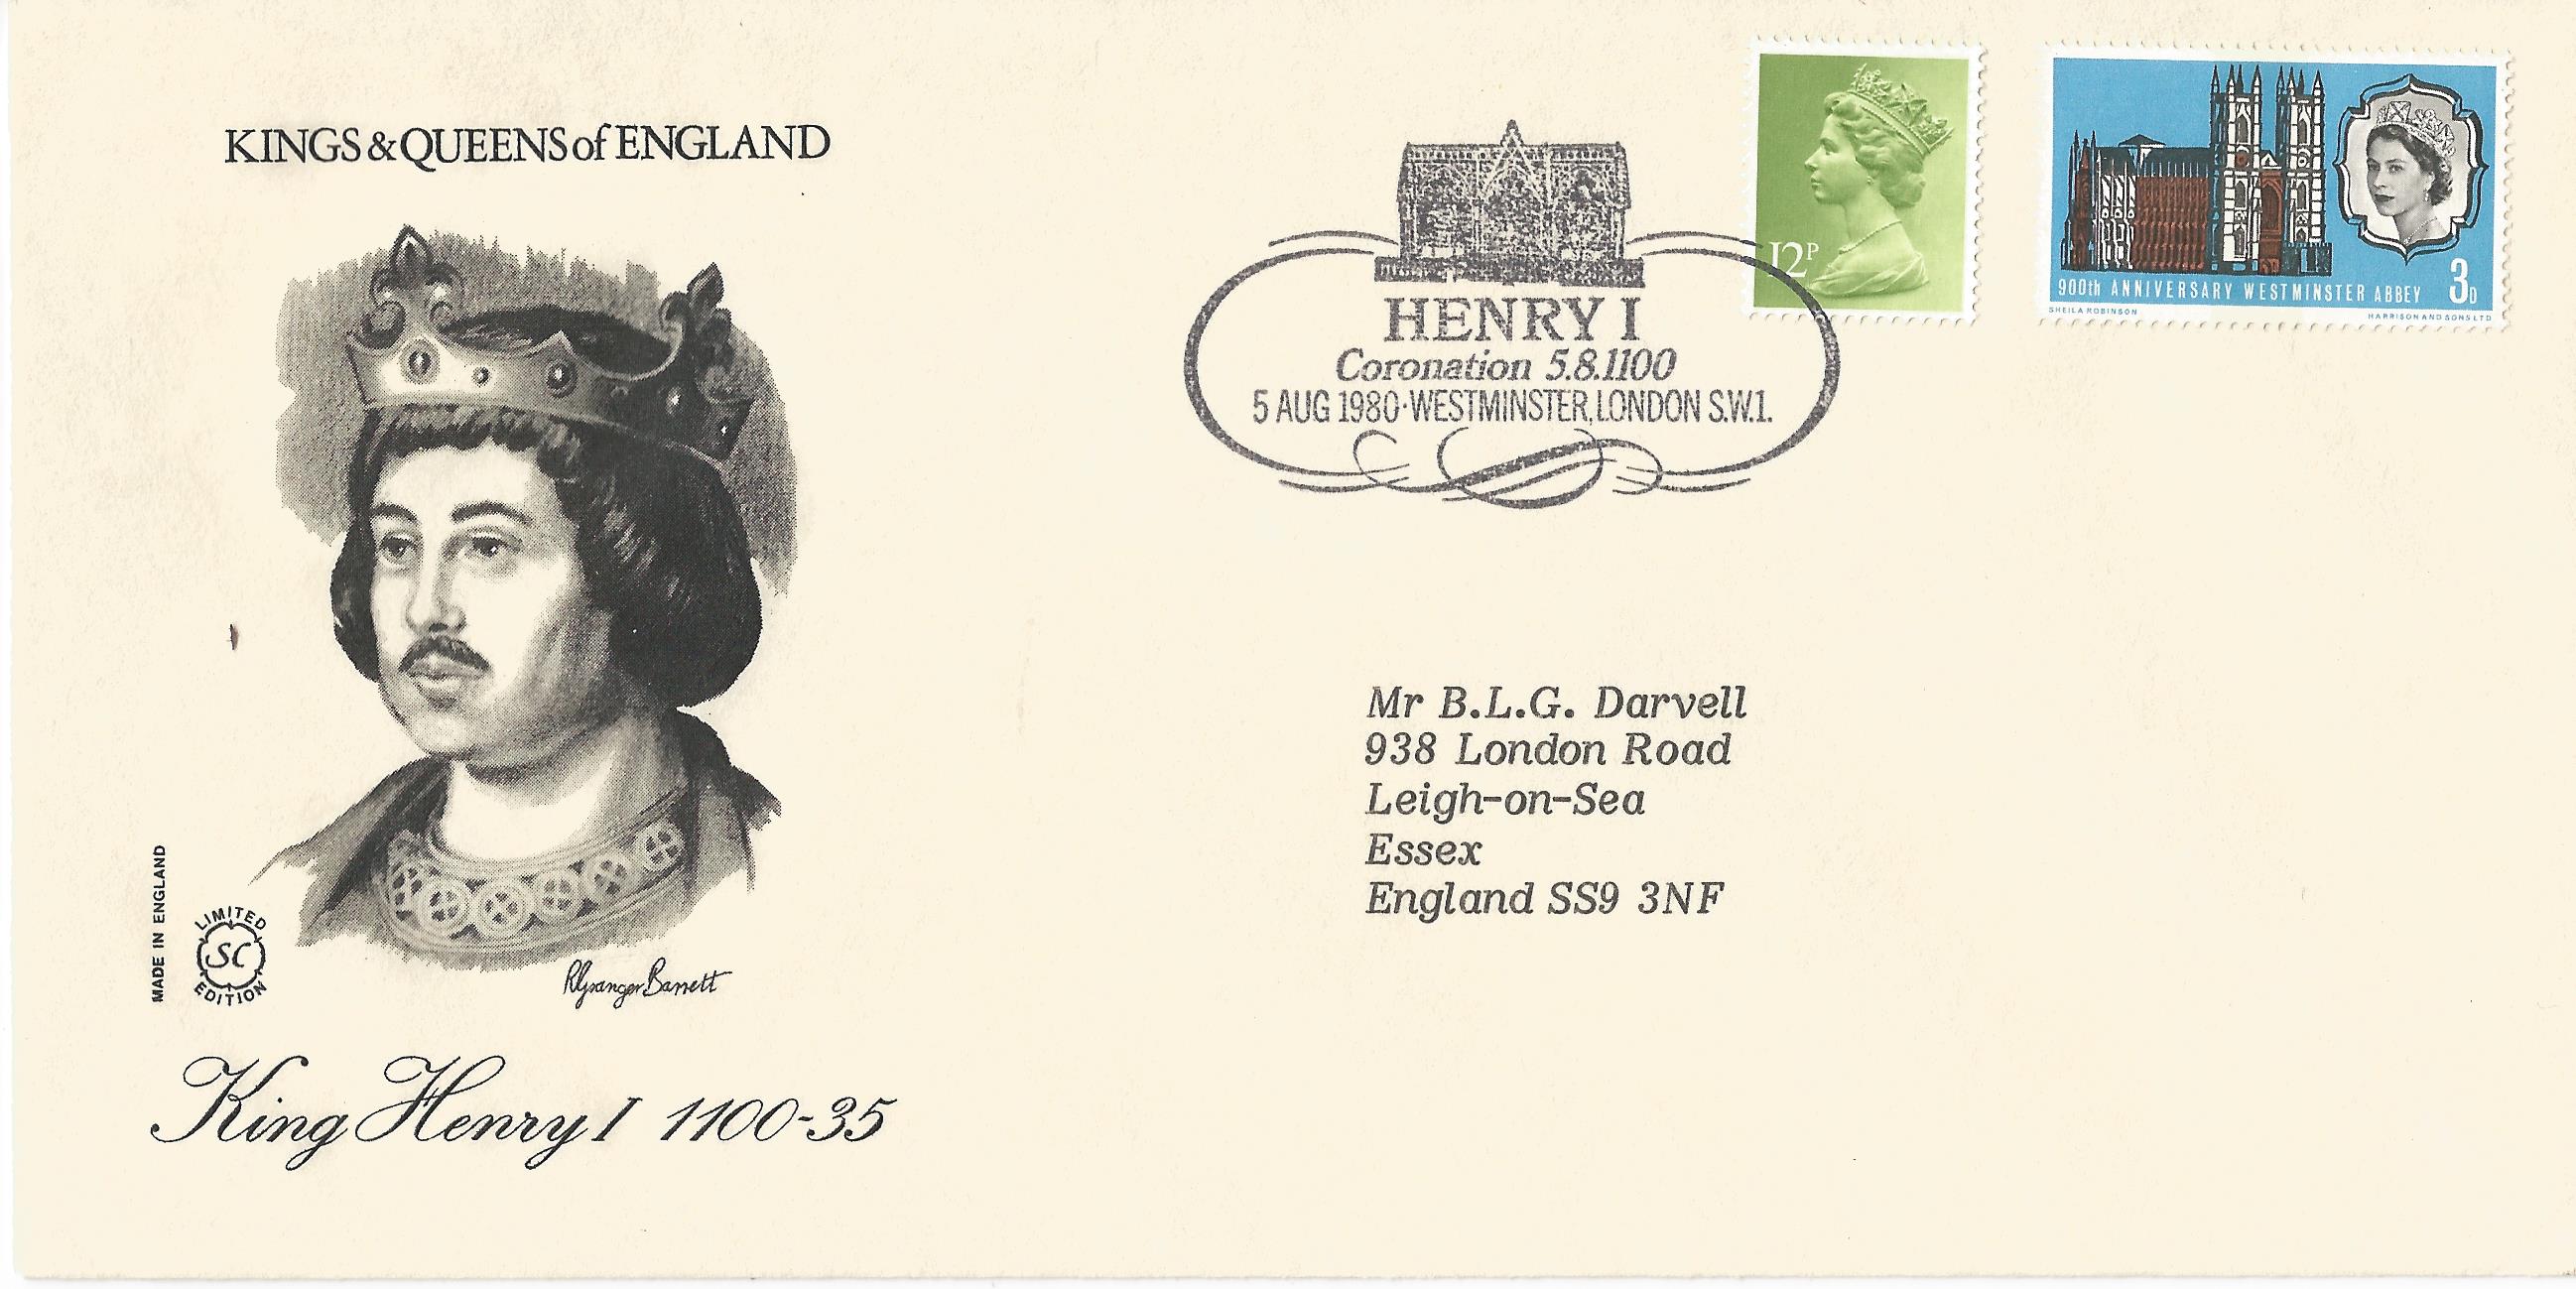 KINGS & QUEENS of ENGLAND
HENRY I
Coronation 5.8.1100
5 AUG 1980·WESTMINSTER, LONDON S.W.1.
12P
900th ANNIVERSARY WESTMINSTER ABBEY 3D
SHEILA ROBINSON HARRISON AND SONS LTD
Mr B.L.G. Darvell
938 London Road
Leigh-on-Sea
Essex
England SS9 3NF
MADE IN ENGLAND
LIMITED
SC
EDITION
RGranger Barrett
King Henry I 1100-35